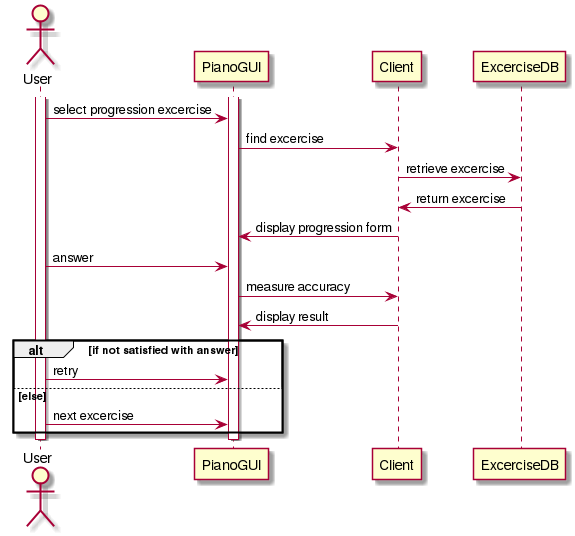 User
PianoGUI
Client
ExcerciseDB
select progression excercise
find excercise
retrieve excercise
return excercise
display progression form
answer
measure accuracy
display result
alt
[if not satisfied with answer]
retry
[else]
next excercise
User
PianoGUI
Client
ExcerciseDB